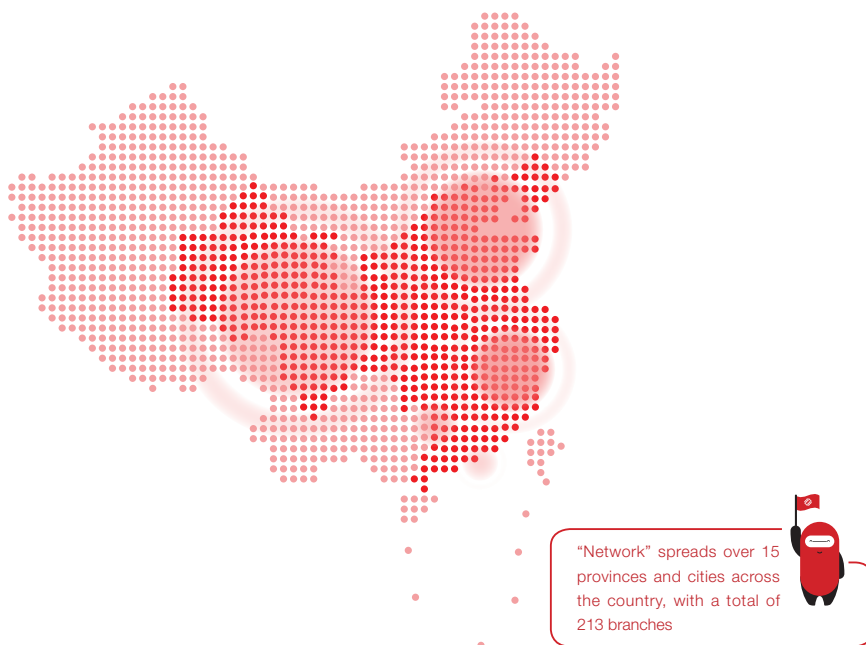 “Network” spreads over 15
provinces and cities across
the country, with a total of
213 branches